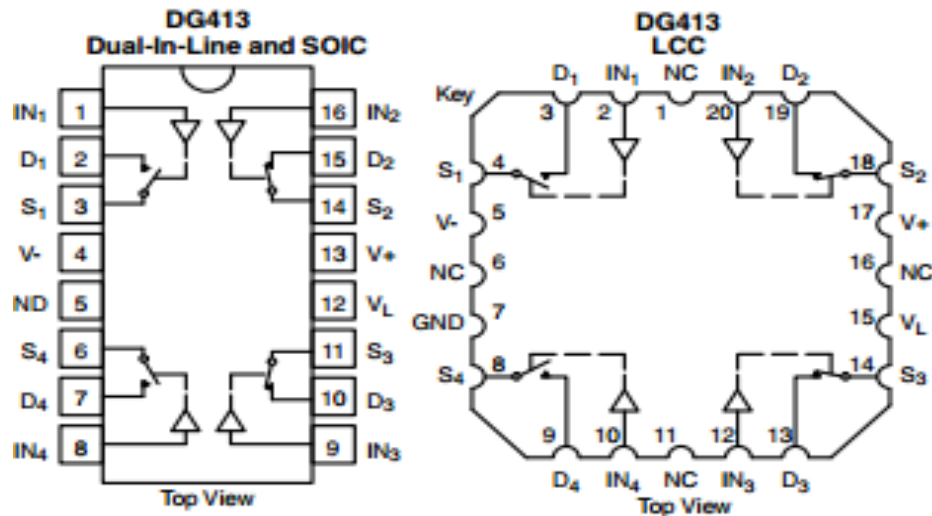 DG413
Dual-In-Line and SOIC
IN₁ 1 16 IN₂
D₁ 2 15 D₂
S₁ 3 14 S₂
V- 4 13 V+
ND 5 12 V_L
S₄ 6 11 S₃
D₄ 7 10 D₃
IN₄ 8 9 IN₃
Top View
DG413
LCC
D₁ IN₁ NC IN₂ D₂
Key
3 2 1 20 19
S₁ 4 18 S₂
V- 5 17 V+
NC 6 16 NC
GND 7 15 V_L
S₄ 8 14 S₃
9 10 11 12 13
D₄ IN₄ NC IN₃ D₃
Top View